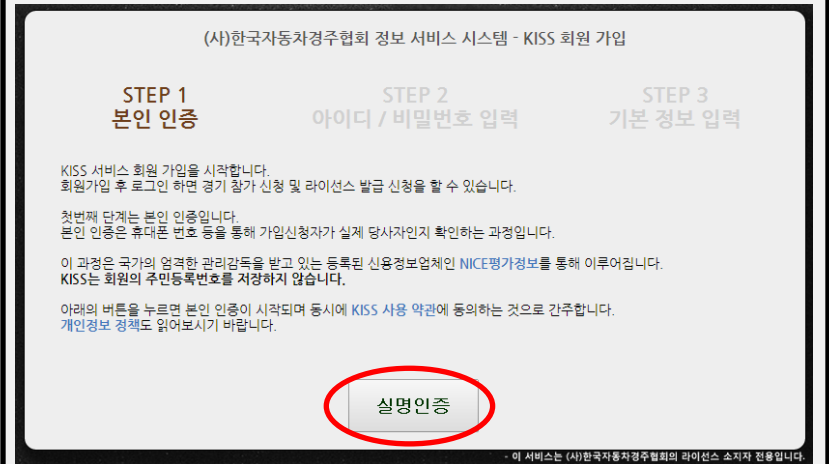 (사)한국자동차경주협회 정보 서비스 시스템 - KISS 회원 가입
STEP 1
본인 인증
STEP 2
아이디 / 비밀번호 입력
STEP 3
기본 정보 입력
KISS 서비스 회원 가입을 시작합니다.
회원가입 후 로그인 하면 경기 참가 신청 및 라이선스 발급 신청을 할 수 있습니다.
첫번째 단계는 본인 인증입니다.
본인 인증은 휴대폰 번호 등을 통해 가입신청자가 실제 당사자인지 확인하는 과정입니다.
이 과정은 국가의 엄격한 관리감독을 받고 있는 등록된 신용정보업체인 NICE평가정보를 통해 이루어집니다.
KISS는 회원의 주민등록번호를 저장하지 않습니다.
아래의 버튼을 누르면 본인 인증이 시작되며 동시에 KISS 사용 약관에 동의하는 것으로 간주합니다.
개인정보 정책도 읽어보시기 바랍니다.
실명인증
- 이 서비스는 (사)한국자동차경주협회의 라이선스 소지자 전용입니다.